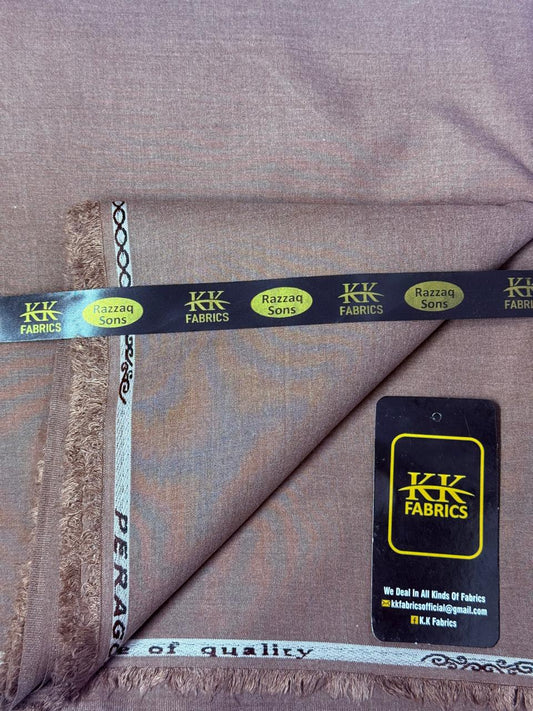 KK FABRICS Razzaq Sons KK FABRICS Razzaq Sons KK FABRICS Razzaq Sons KK FABRICS
KK
FABRICS
We Deal In All Kinds Of Fabrics
kkfabricsofficial@gmail.com
K.K Fabrics
of quality